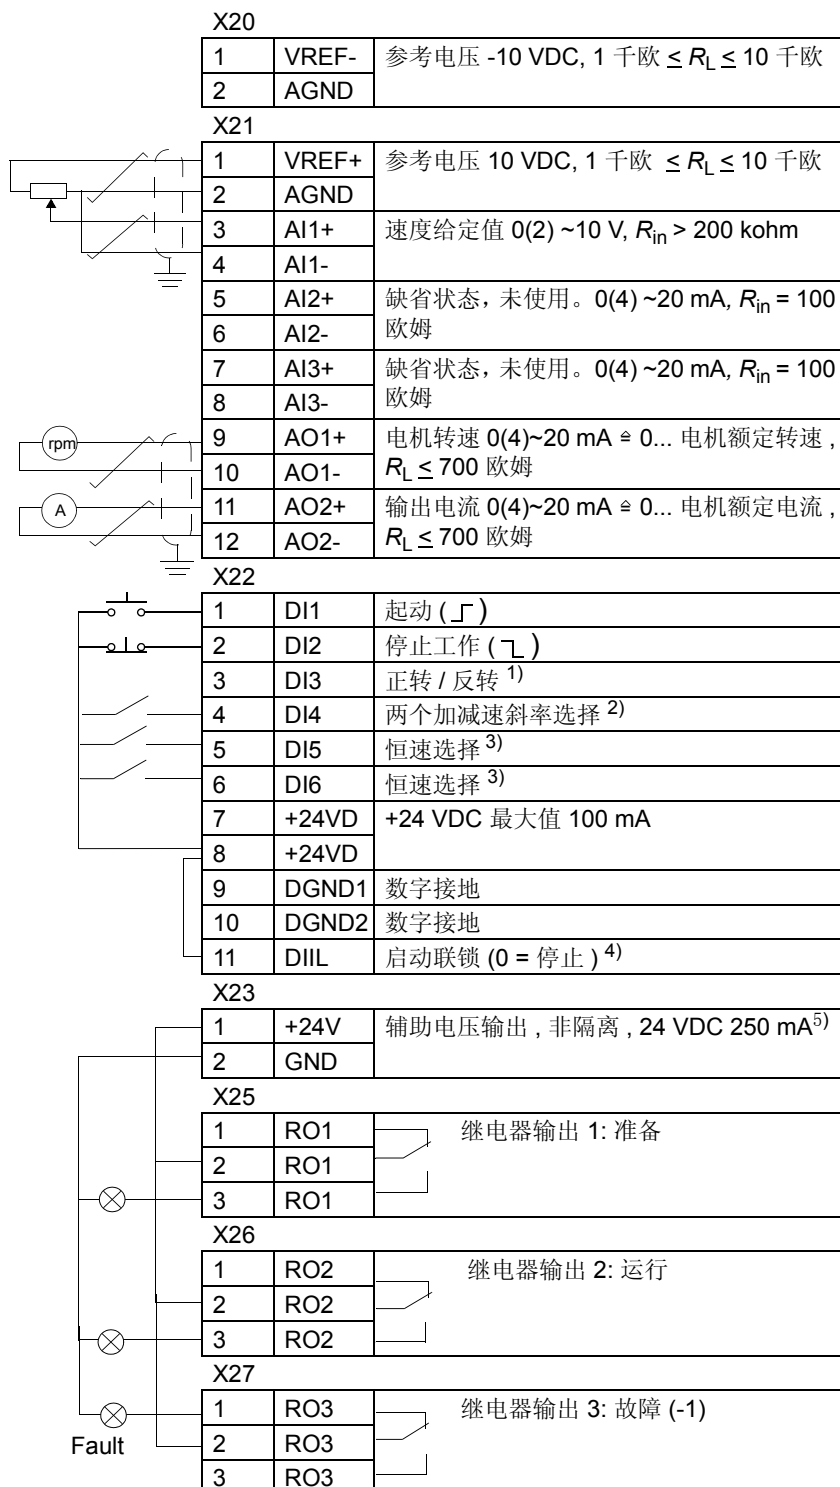 X20
1 VREF- 参考电压 -10 VDC, 1 千欧 ≤ RL ≤ 10 千欧
2 AGND
X21
1 VREF+ 参考电压 10 VDC, 1 千欧 ≤ RL ≤ 10 千欧
2 AGND
3 AI1+ 速度给定值 0(2) ~10 V, Rin > 200 kohm
4 AI1-
5 AI2+ 缺省状态，未使用。0(4) ~20 mA, Rin = 100
6 AI2- 欧姆
7 AI3+ 缺省状态，未使用。0(4) ~20 mA, Rin = 100
8 AI3- 欧姆
rpm 9 AO1+ 电机转速 0(4)~20 mA ≙ 0... 电机额定转速 ,
10 AO1- RL ≤ 700 欧姆
A 11 AO2+ 输出电流 0(4)~20 mA ≙ 0... 电机额定电流 ,
12 AO2- RL ≤ 700 欧姆
X22
1 DI1 起动 ( )
2 DI2 停止工作 ( )
3 DI3 正转 / 反转 1)
4 DI4 两个加减速斜率选择 2)
5 DI5 恒速选择 3)
6 DI6 恒速选择 3)
7 +24VD +24 VDC 最大值 100 mA
8 +24VD
9 DGND1 数字接地
10 DGND2 数字接地
11 DIIL 启动联锁 (0 = 停止 ) 4)
X23
1 +24V 辅助电压输出 , 非隔离 , 24 VDC 250 mA5)
2 GND
X25
1 RO1 继电器输出 1: 准备
2 RO1
3 RO1
X26
1 RO2 继电器输出 2: 运行
2 RO2
3 RO2
X27
1 RO3 继电器输出 3: 故障 (-1)
Fault 2 RO3
3 RO3